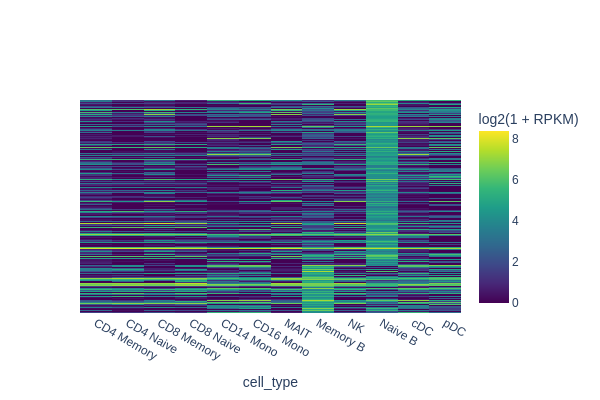 log2(1 + RPKM)
8
6
4
2
0
CD4 Memory
CD4 Naive
CD8 Memory
CD8 Naive
CD14 Mono
CD16 Mono
MAIT
Memory B
NK
Naive B
cDC
pDC
cell_type